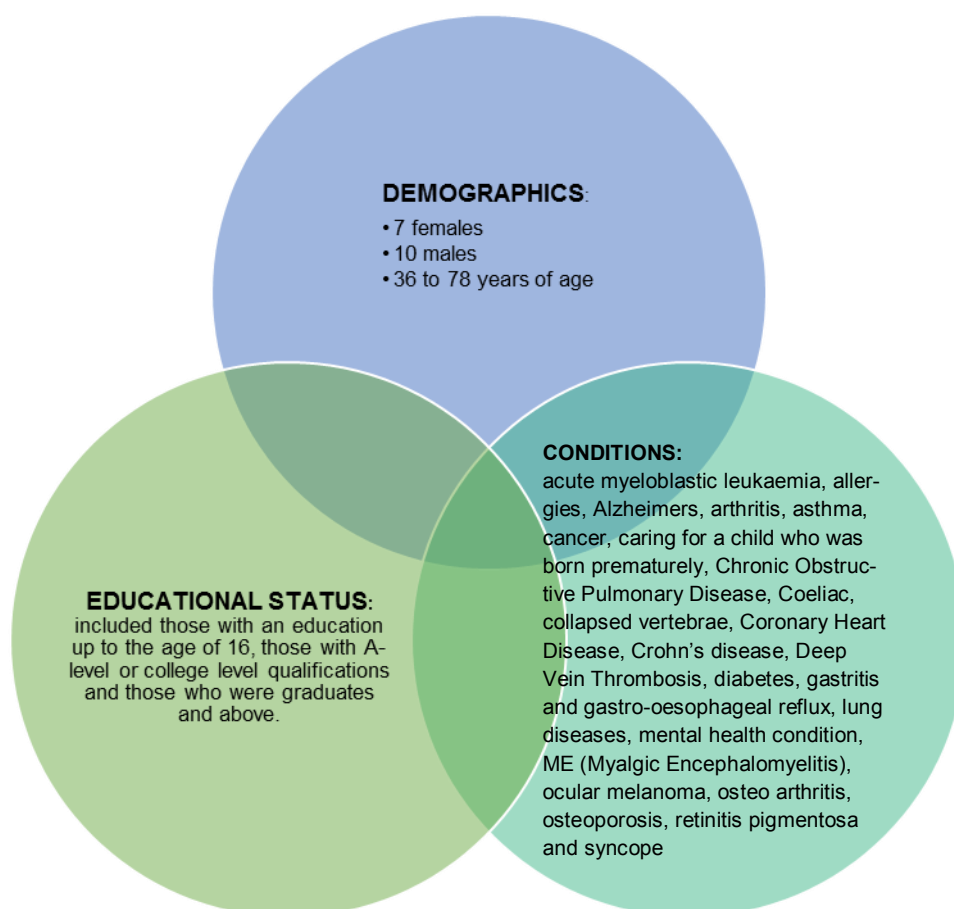 DEMOGRAPHICS:
• 7 females
• 10 males
• 36 to 78 years of age
EDUCATIONAL STATUS:
included those with an education
up to the age of 16, those with A-
level or college level qualifications
and those who were graduates
and above.
CONDITIONS:
acute myeloblastic leukaemia, aller-
gies, Alzheimers, arthritis, asthma,
cancer, caring for a child who was
born prematurely, Chronic Obstruc-
tive Pulmonary Disease, Coeliac,
collapsed vertebrae, Coronary Heart
Disease, Crohn's disease, Deep
Vein Thrombosis, diabetes, gastritis
and gastro-oesophageal reflux, lung
diseases, mental health condition,
ME (Myalgic Encephalomyelitis),
ocular melanoma, osteo arthritis,
osteoporosis, retinitis pigmentosa
and syncope